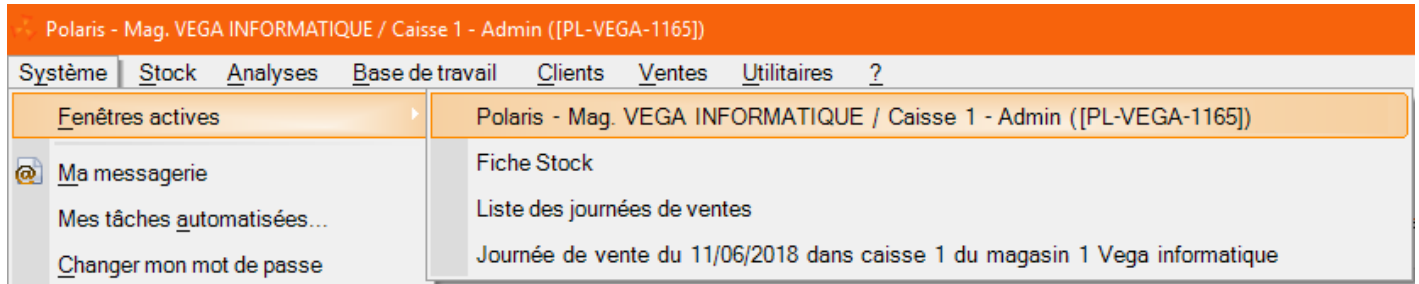 Polaris - Mag. VEGA INFORMATIQUE / Caisse 1 - Admin ([PL-VEGA-1165])
Système Stock Analyses Base de travail Clients Ventes Utilitaires ?
Fenêtres actives
Polaris - Mag. VEGA INFORMATIQUE / Caisse 1 - Admin ([PL-VEGA-1165])
Ma messagerie
Fiche Stock
Mes tâches automatisées...
Liste des journées de ventes
Changer mon mot de passe
Journée de vente du 11/06/2018 dans caisse 1 du magasin 1 Vega informatique